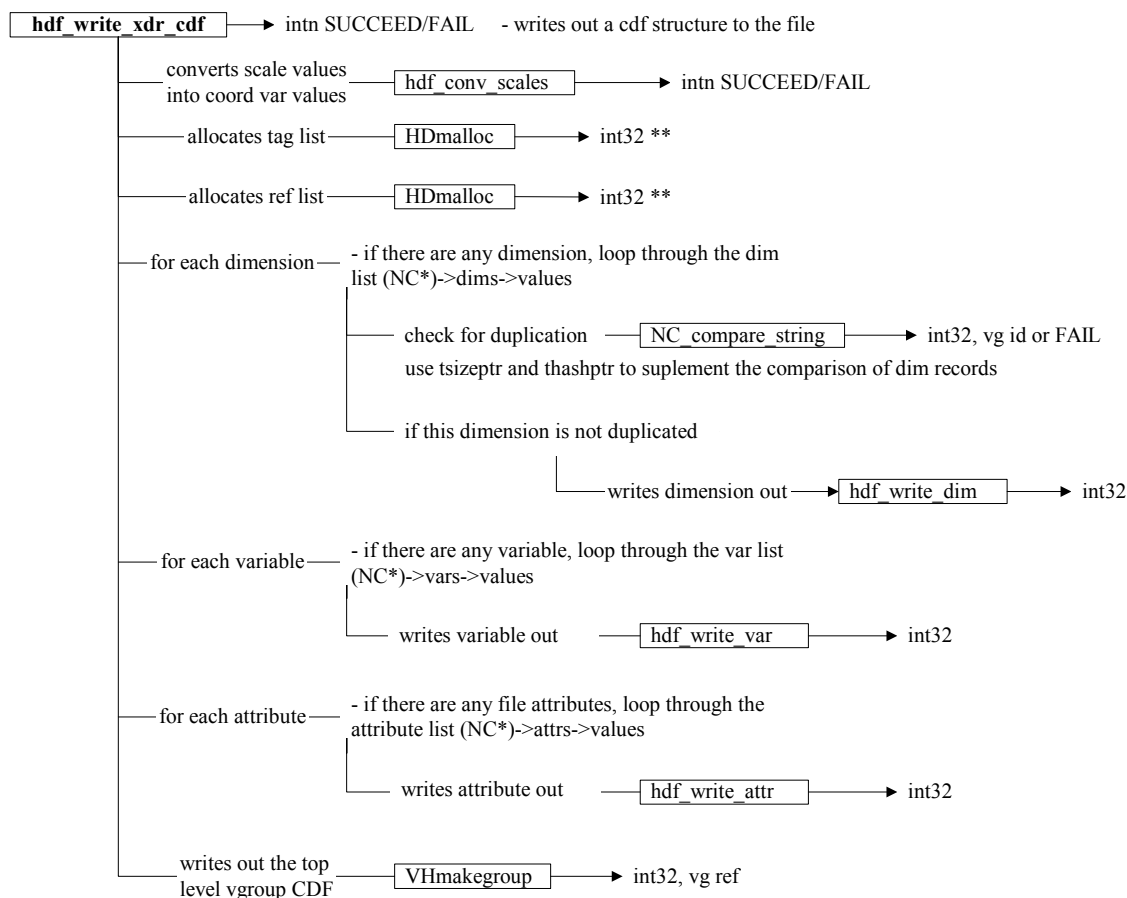 hdf_write_xdr_cdf intn SUCCEED/FAIL - writes out a cdf structure to the file
converts scale values
into coord var values
hdf_conv_scales intn SUCCEED/FAIL
allocates tag list HDmalloc int32 **
allocates ref list HDmalloc int32 **
for each dimension
- if there are any dimension, loop through the dim
list (NC*)->dims->values
check for duplication NC_compare_string int32, vg id or FAIL
use tsizeptr and thashptr to suplement the comparison of dim records
if this dimension is not duplicated
writes dimension out hdf_write_dim int32
for each variable
- if there are any variable, loop through the var list
(NC*)->vars->values
writes variable out hdf_write_var int32
for each attribute
- if there are any file attributes, loop through the
attribute list (NC*)->attrs->values
writes attribute out hdf_write_attr int32
writes out the top
level vgroup CDF
VHmakegroup int32, vg ref